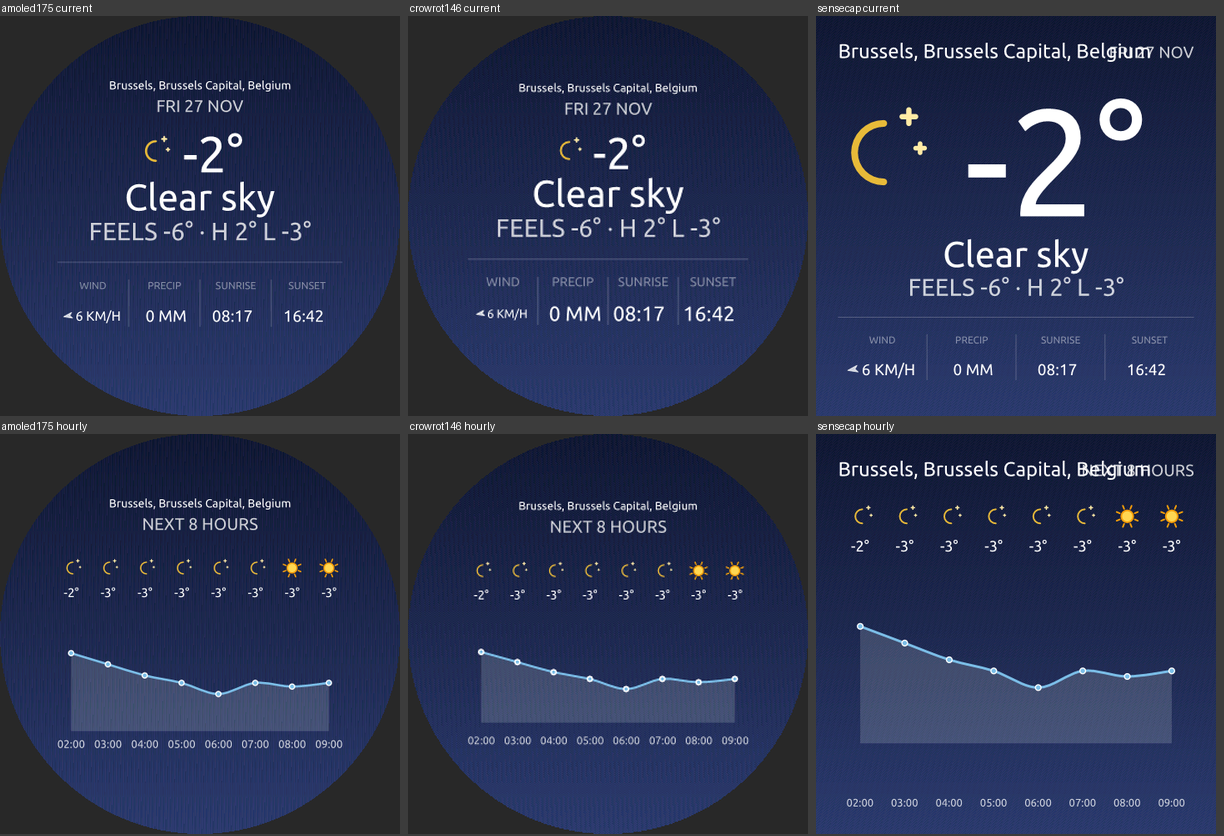 amoled175 current
Brussels, Brussels Capital, Belgium
FRI 27 NOV
-2°
Clear sky
FEELS -6° · H 2° L -3°
WIND PRECIP SUNRISE SUNSET
6 KM/H 0 MM 08:17 16:42
crowrot146 current
Brussels, Brussels Capital, Belgium
FRI 27 NOV
-2°
Clear sky
FEELS -6° · H 2° L -3°
WIND PRECIP SUNRISE SUNSET
6 KM/H 0 MM 08:17 16:42
sensecap current
Brussels, Brussels Capital, Belgium FRI 27 NOV
-2°
Clear sky
FEELS -6° · H 2° L -3°
WIND PRECIP SUNRISE SUNSET
6 KM/H 0 MM 08:17 16:42
amoled175 hourly
Brussels, Brussels Capital, Belgium
NEXT 8 HOURS
-2° -3° -3° -3° -3° -3° -3° -3°
02:00 03:00 04:00 05:00 06:00 07:00 08:00 09:00
crowrot146 hourly
Brussels, Brussels Capital, Belgium
NEXT 8 HOURS
-2° -3° -3° -3° -3° -3° -3° -3°
02:00 03:00 04:00 05:00 06:00 07:00 08:00 09:00
sensecap hourly
Brussels, Brussels Capital, Belgium NEXT 8 HOURS
-2° -3° -3° -3° -3° -3° -3° -3°
02:00 03:00 04:00 05:00 06:00 07:00 08:00 09:00